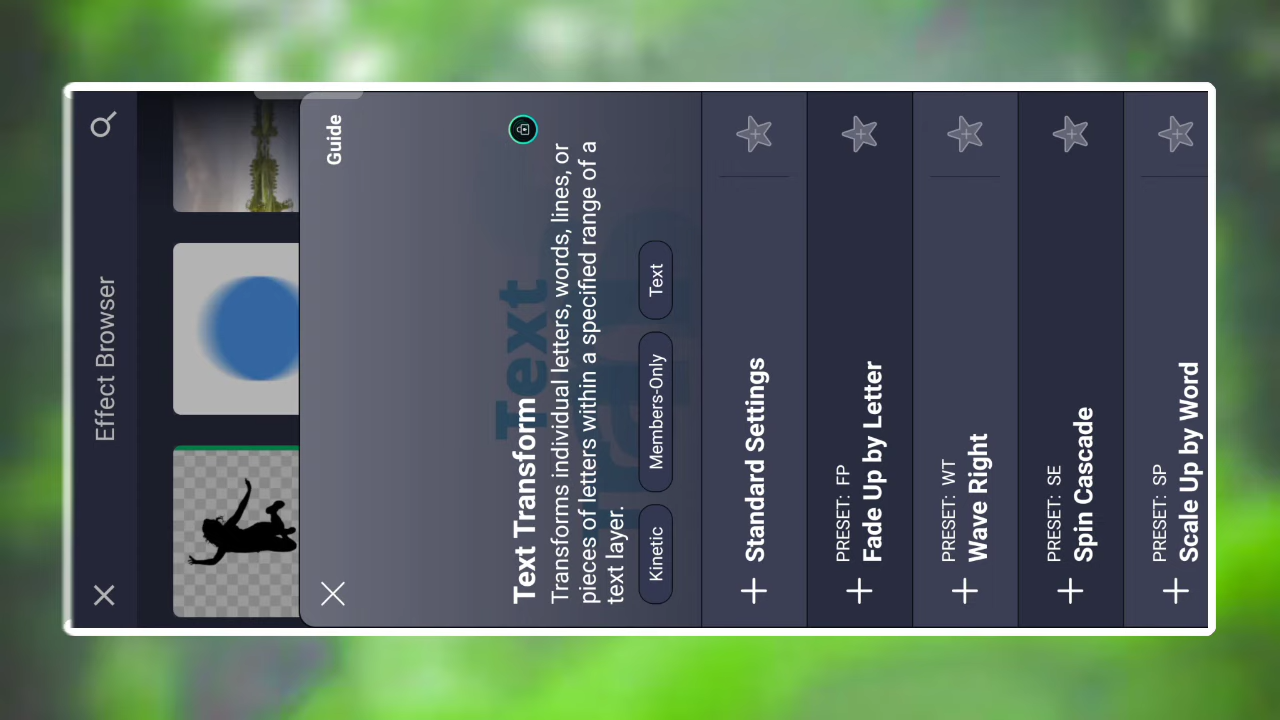 Effect Browser
Guide
Text
Text Transform
Transforms individual letters, words, lines, or
pieces of letters within a specified range of a
text layer.
Kinetic
Members-Only
Text
Standard Settings
PRESET: FP
Fade Up by Letter
PRESET: WT
Wave Right
PRESET: SE
Spin Cascade
PRESET: SP
Scale Up by Word